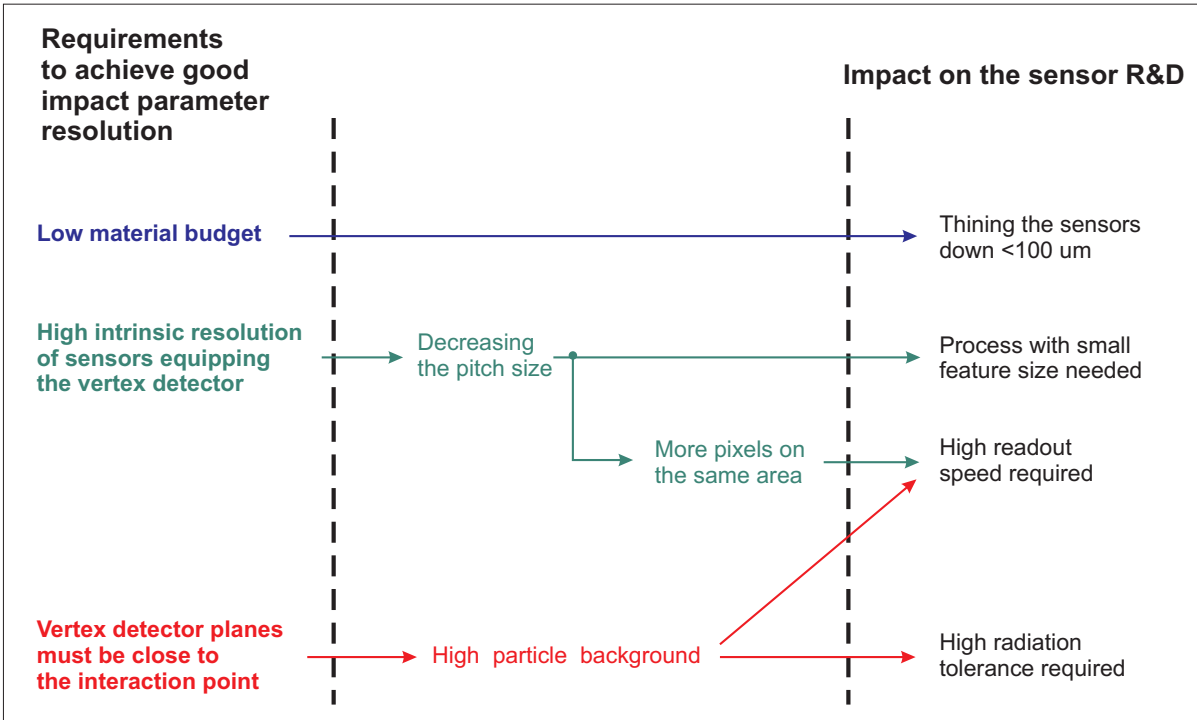 Requirements
to achieve good
impact parameter
resolution
Impact on the sensor R&D
Low material budget
Thining the sensors
down <100 um
High intrinsic resolution
of sensors equipping
the vertex detector
Decreasing
the pitch size
Process with small
feature size needed
More pixels on
the same area
High readout
speed required
Vertex detector planes
must be close to
the interaction point
High particle background
High radiation
tolerance required